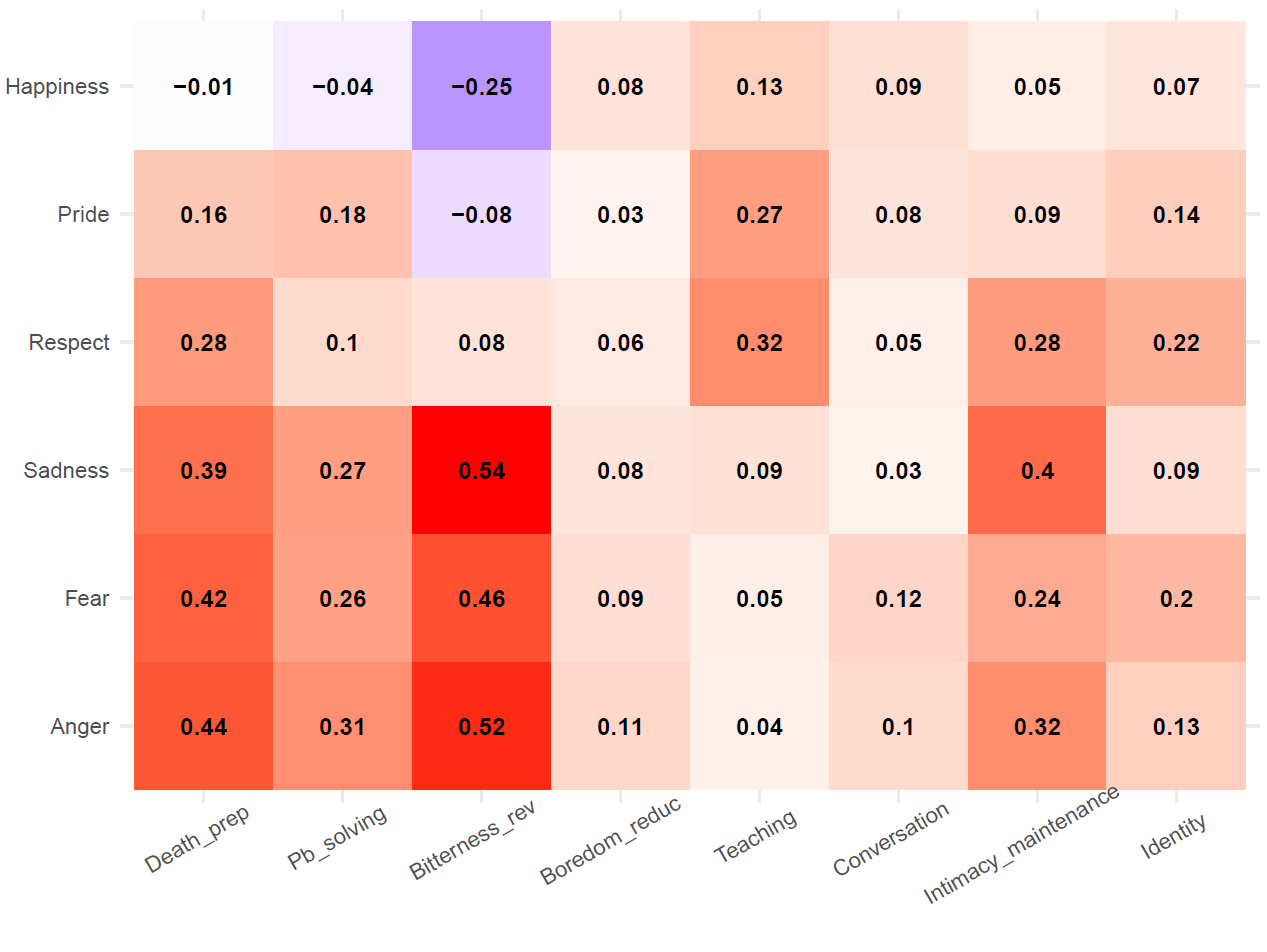 Happiness −0.01 −0.04 −0.25 0.08 0.13 0.09 0.05 0.07
Pride 0.16 0.18 −0.08 0.03 0.27 0.08 0.09 0.14
Respect 0.28 0.1 0.08 0.06 0.32 0.05 0.28 0.22
Sadness 0.39 0.27 0.54 0.08 0.09 0.03 0.4 0.09
Fear 0.42 0.26 0.46 0.09 0.05 0.12 0.24 0.2
Anger 0.44 0.31 0.52 0.11 0.04 0.1 0.32 0.13
Death_prep Pb_solving Bitterness_rev Boredom_reduc Teaching Conversation Intimacy_maintenance Identity